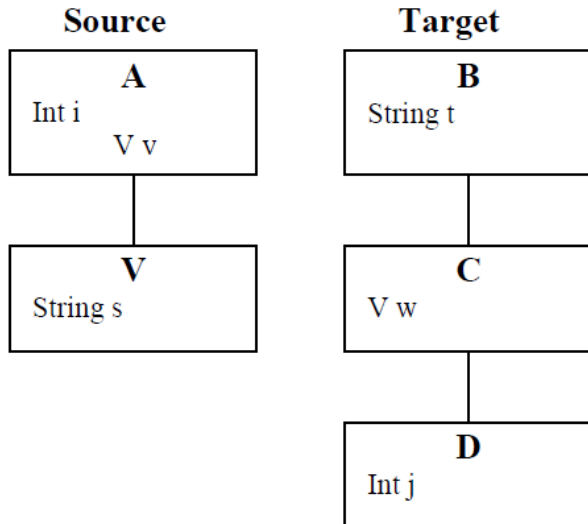 Source
A
Int i
V v
V
String s
Target
B
String t
C
V w
D
Int j